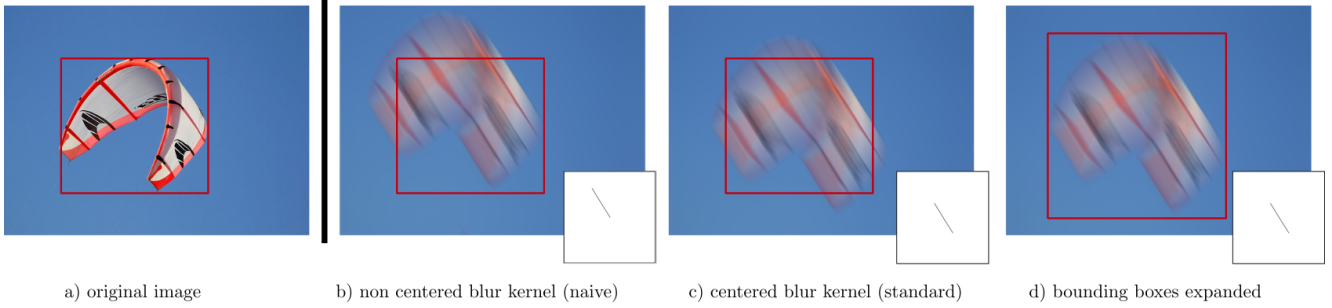 a) original image
b) non centered blur kernel (naive)
c) centered blur kernel (standard)
d) bounding boxes expanded